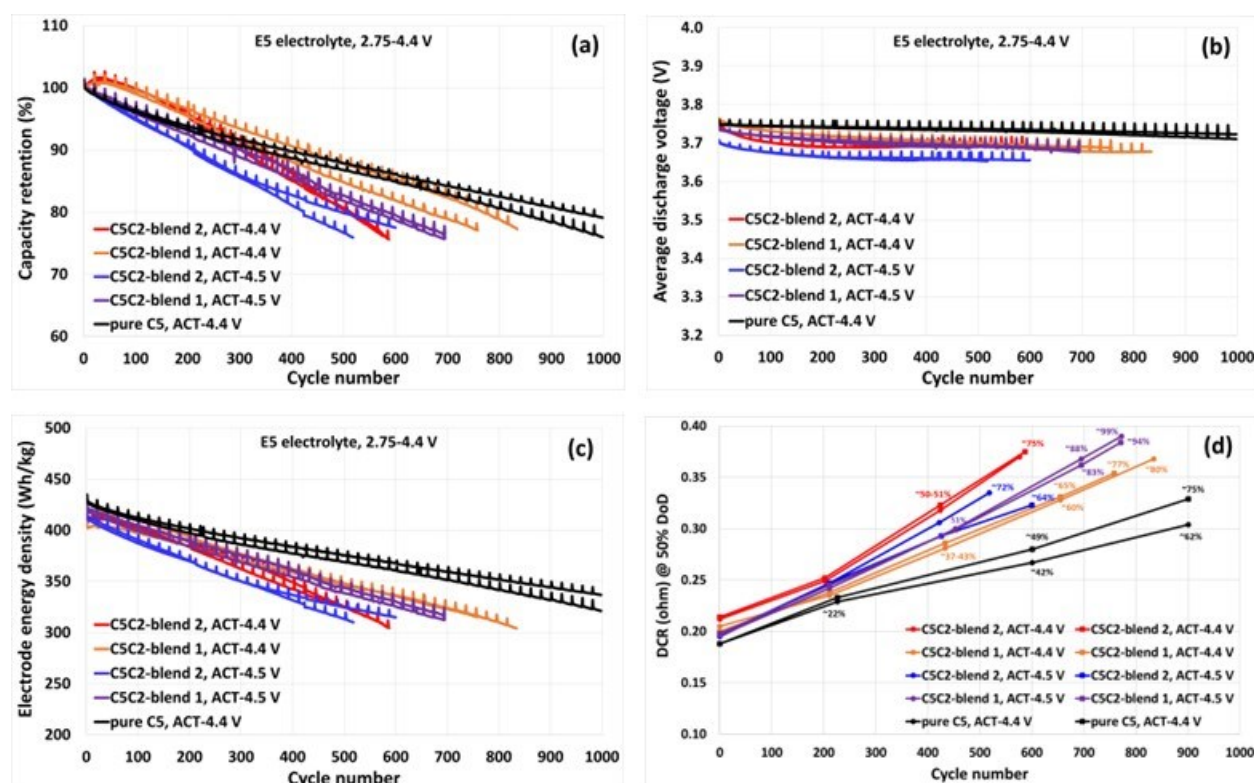 E5 electrolyte, 2.75-4.4 V
(a)
Capacity retention (%)
110
100
90
80
70
60
C5C2-blend 2, ACT-4.4 V
C5C2-blend 1, ACT-4.4 V
C5C2-blend 2, ACT-4.5 V
C5C2-blend 1, ACT-4.5 V
pure C5, ACT-4.4 V
0 100 200 300 400 500 600 700 800 900 1000
Cycle number
E5 electrolyte, 2.75-4.4 V
(b)
Average discharge voltage (V)
4.0
3.9
3.8
3.7
3.6
3.5
3.4
3.3
3.2
C5C2-blend 2, ACT-4.4 V
C5C2-blend 1, ACT-4.4 V
C5C2-blend 2, ACT-4.5 V
C5C2-blend 1, ACT-4.5 V
pure C5, ACT-4.4 V
0 100 200 300 400 500 600 700 800 900 1000
Cycle number
E5 electrolyte, 2.75-4.4 V
(c)
Electrode energy density (Wh/kg)
500
450
400
350
300
250
200
C5C2-blend 2, ACT-4.4 V
C5C2-blend 1, ACT-4.4 V
C5C2-blend 2, ACT-4.5 V
C5C2-blend 1, ACT-4.5 V
pure C5, ACT-4.4 V
0 100 200 300 400 500 600 700 800 900 1000
Cycle number
(d)
DCR (ohm) @ 50% DoD
0.40
0.35
0.30
0.25
0.20
0.15
0.10
~75%
~99%
~94%
~88%
~83%
~77%
~80%
~50-51%
~72%
~64%
~65%
~60%
~75%
51%
~49%
~62%
~37-43%
~42%
~22%
C5C2-blend 2, ACT-4.4 V C5C2-blend 2, ACT-4.4 V
C5C2-blend 1, ACT-4.4 V C5C2-blend 1, ACT-4.4 V
C5C2-blend 2, ACT-4.5 V C5C2-blend 2, ACT-4.5 V
C5C2-blend 1, ACT-4.5 V C5C2-blend 1, ACT-4.5 V
pure C5, ACT-4.4 V pure C5, ACT-4.4 V
0 100 200 300 400 500 600 700 800 900 1000
Cycle number